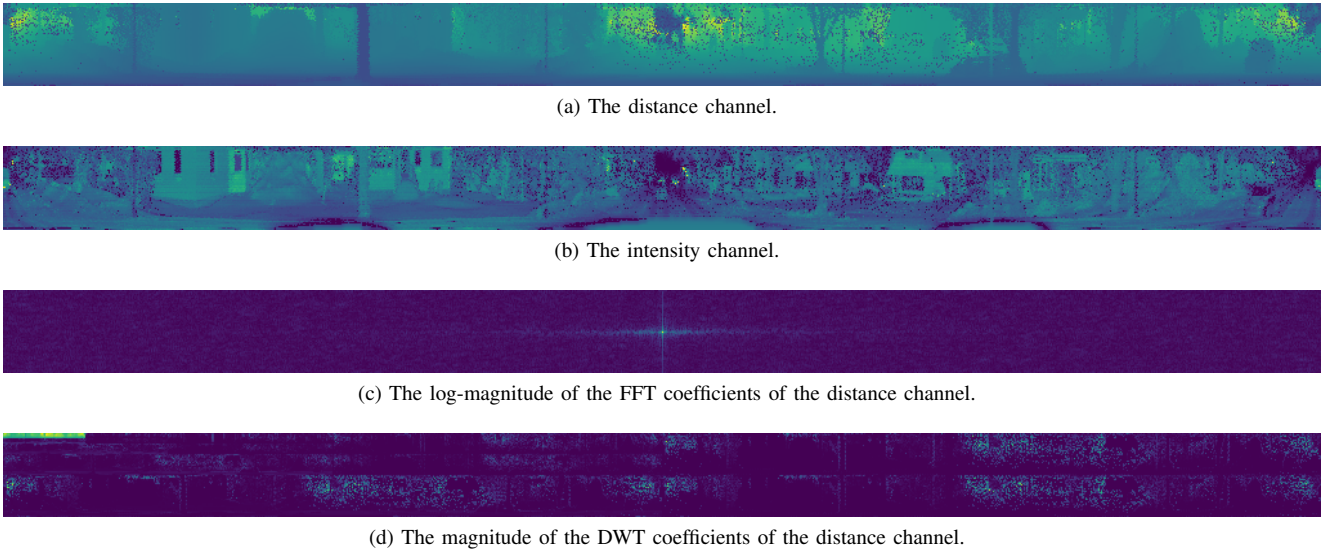 (a) The distance channel.
(b) The intensity channel.
(c) The log-magnitude of the FFT coefficients of the distance channel.
(d) The magnitude of the DWT coefficients of the distance channel.